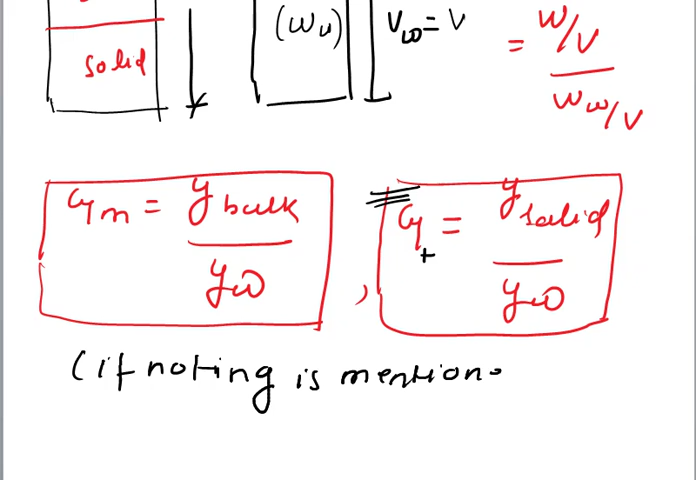 solid
(Wω) Vω = V
= W/V
Wω/V
Gm = γbulk / γω , G = γsolid / γω
(if noting is mention